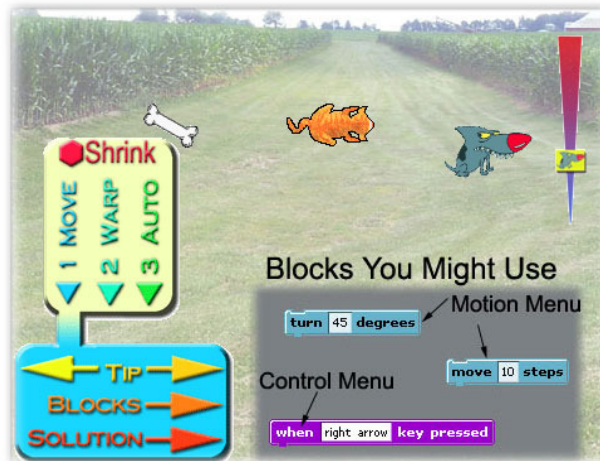 Shrink
1 MOVE
2 WARP
3 AUTO
TIP
BLOCKS
SOLUTION
Blocks You Might Use
turn 45 degrees
Motion Menu
move 10 steps
Control Menu
when right arrow key pressed